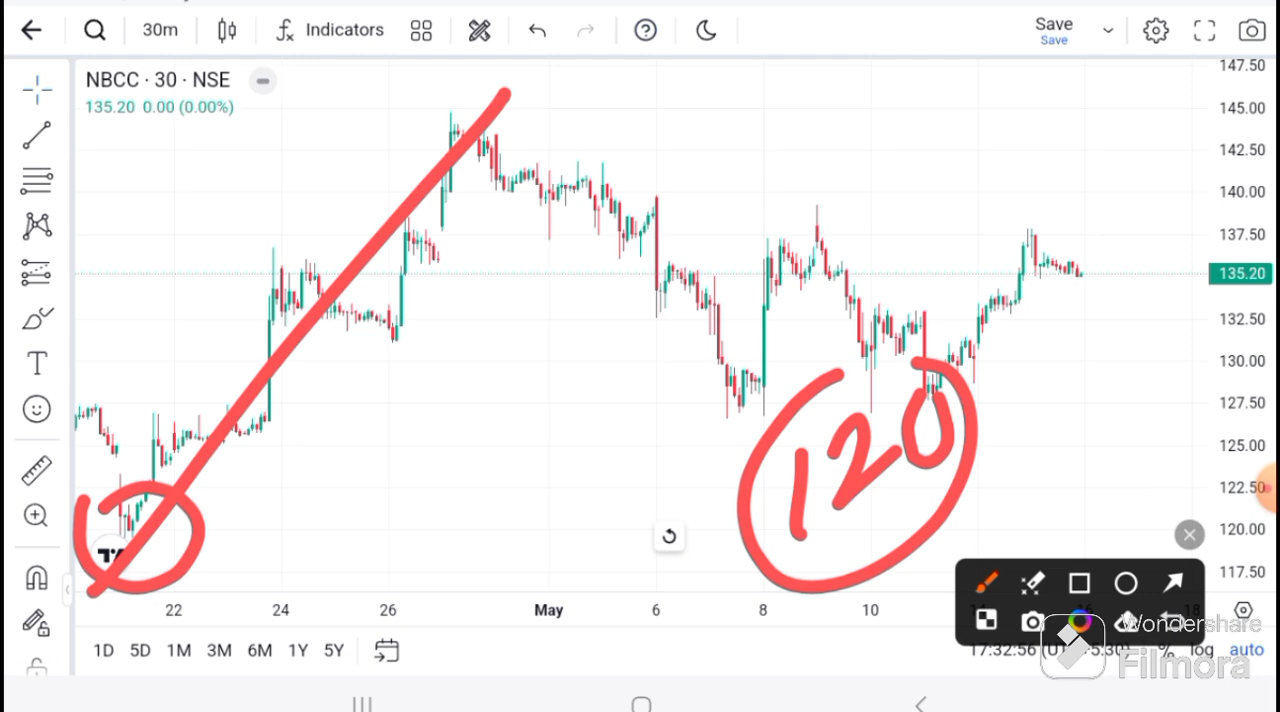 30m
Indicators
Save
Save
NBCC · 30 · NSE
135.20 0.00 (0.00%)
147.50
145.00
142.50
140.00
137.50
135.20
132.50
130.00
127.50
125.00
122.50
120.00
117.50
120
22 24 26 May 6 8 10 16 18
1D 5D 1M 3M 6M 1Y 5Y
17:32:56 % log auto
Wondershare
Filmora